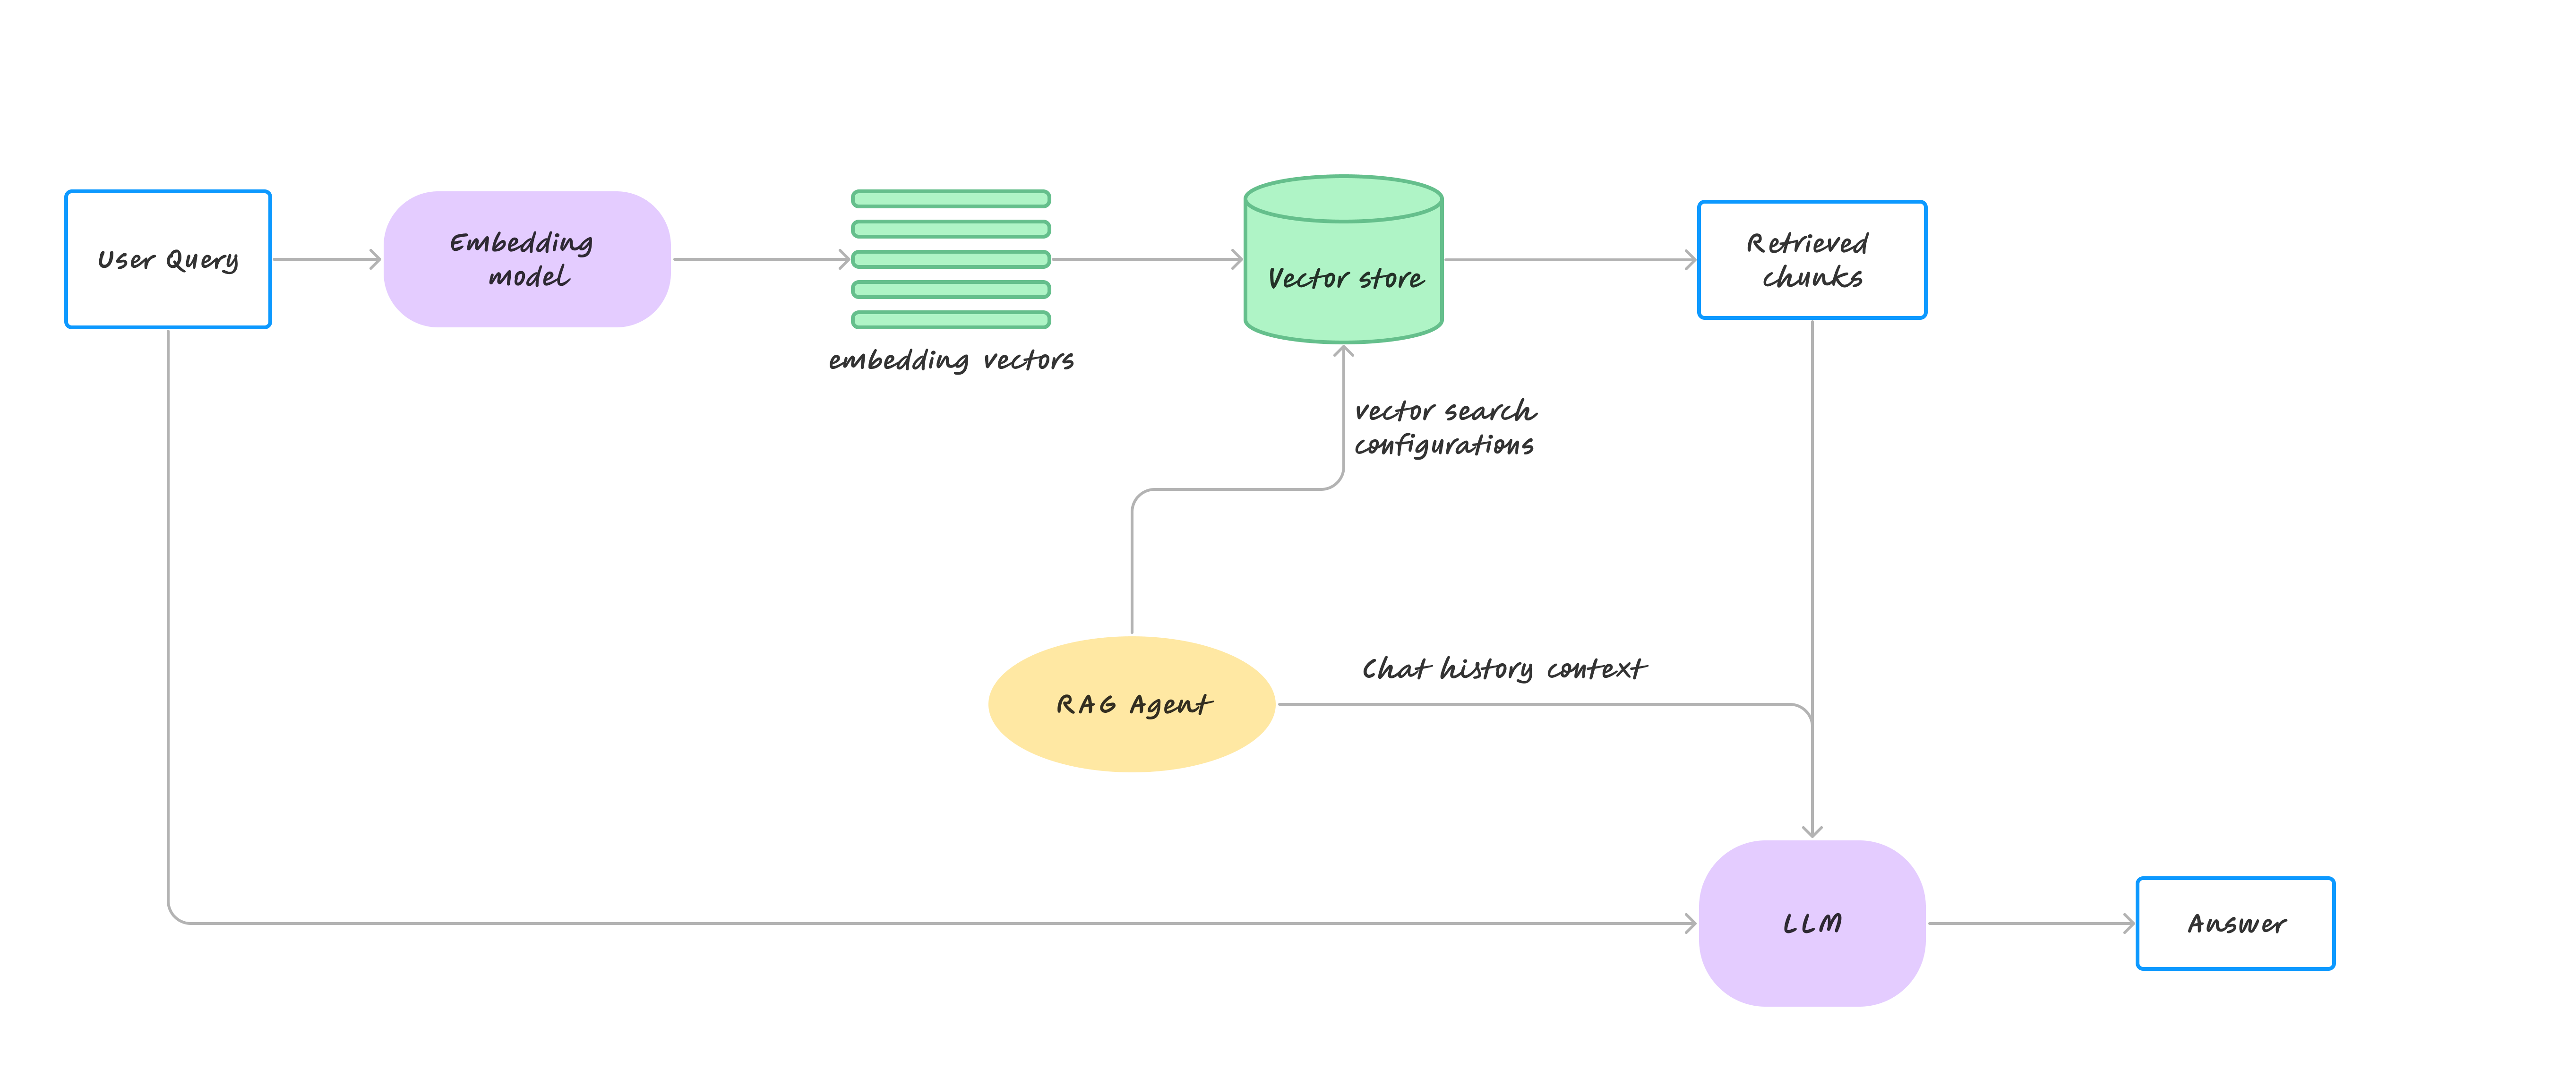 User Query
Embedding
model
embedding vectors
Vector store
Retrieved
chunks
vector search
configurations
RAG Agent
Chat history context
LLM
Answer